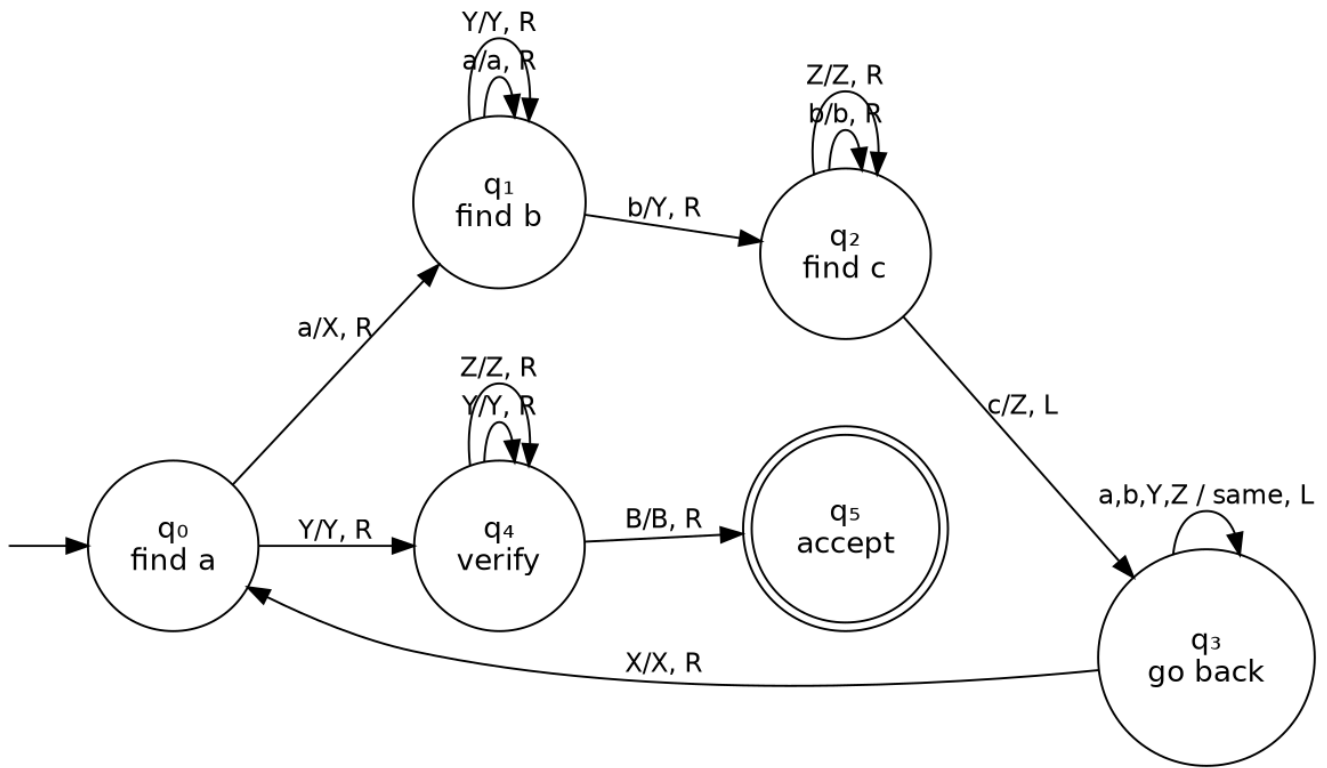 Y/Y, R
a/a, R
Z/Z, R
b/b, R
q₁
find b
b/Y, R
q₂
find c
a/X, R
Z/Z, R
Y/Y, R
c/Z, L
a,b,Y,Z / same, L
q₀
find a
Y/Y, R
q₄
verify
B/B, R
q₅
accept
X/X, R
q₃
go back